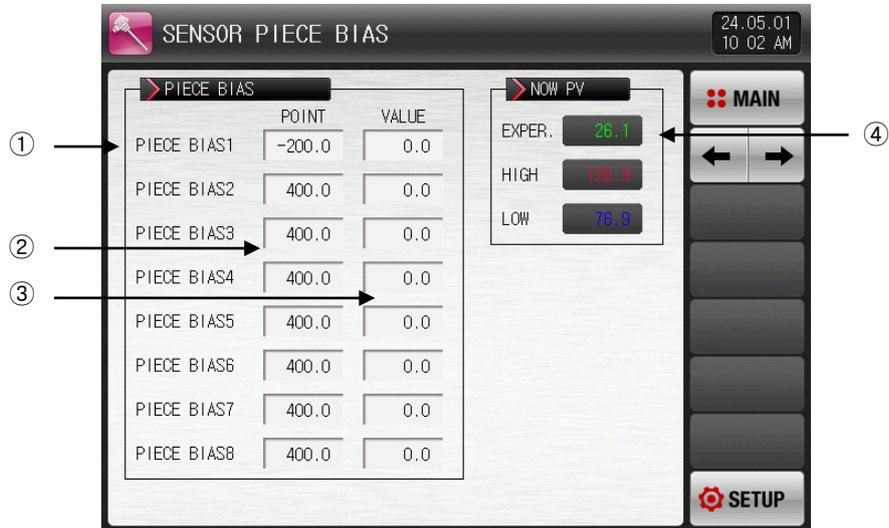 SENSOR PIECE BIAS
24.05.01
10 02 AM
PIECE BIAS
POINT VALUE
① PIECE BIAS1 -200.0 0.0
PIECE BIAS2 400.0 0.0
② PIECE BIAS3 400.0 0.0
③ PIECE BIAS4 400.0 0.0
PIECE BIAS5 400.0 0.0
PIECE BIAS6 400.0 0.0
PIECE BIAS7 400.0 0.0
PIECE BIAS8 400.0 0.0
NOW PV
EXPER. 26.1 ④
HIGH 126.9
LOW 76.9
MAIN
SETUP